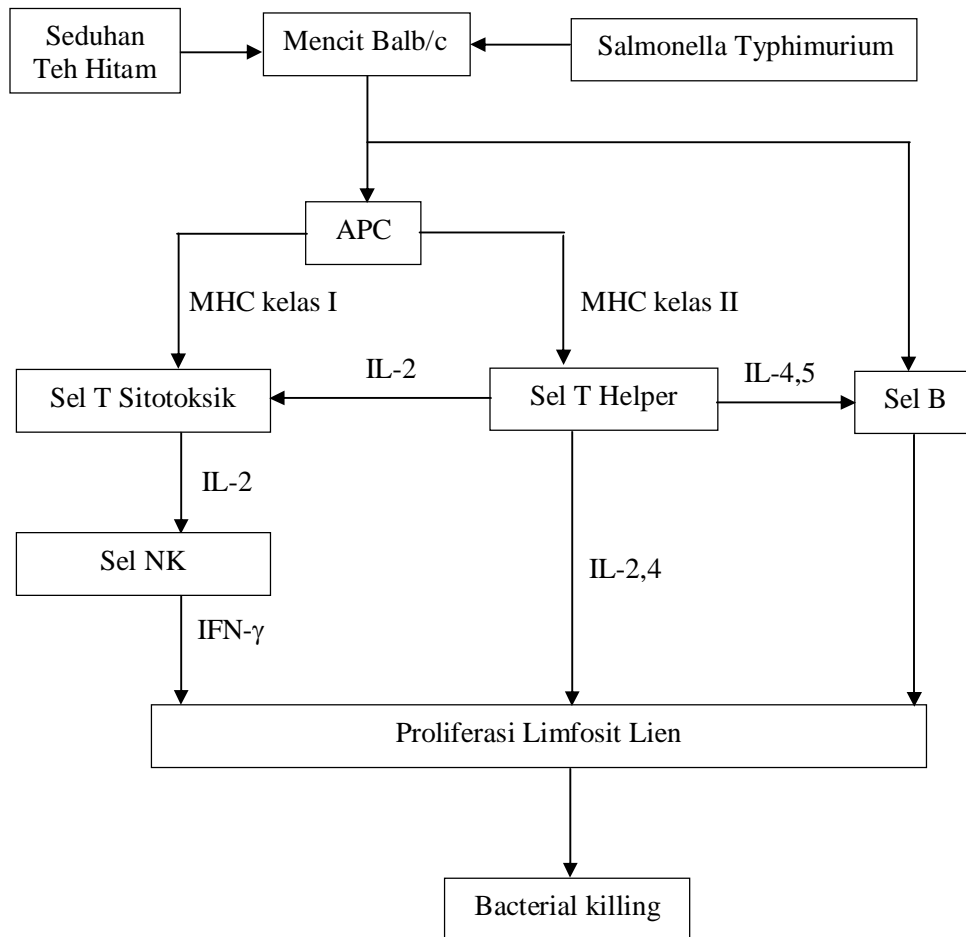 Seduhan
Teh Hitam
Mencit Balb/c
Salmonella Typhimurium
APC
MHC kelas I
MHC kelas II
IL-2
IL-4,5
Sel T Sitotoksik
Sel T Helper
Sel B
IL-2
Sel NK
IL-2,4
IFN-γ
Proliferasi Limfosit Lien
Bacterial killing